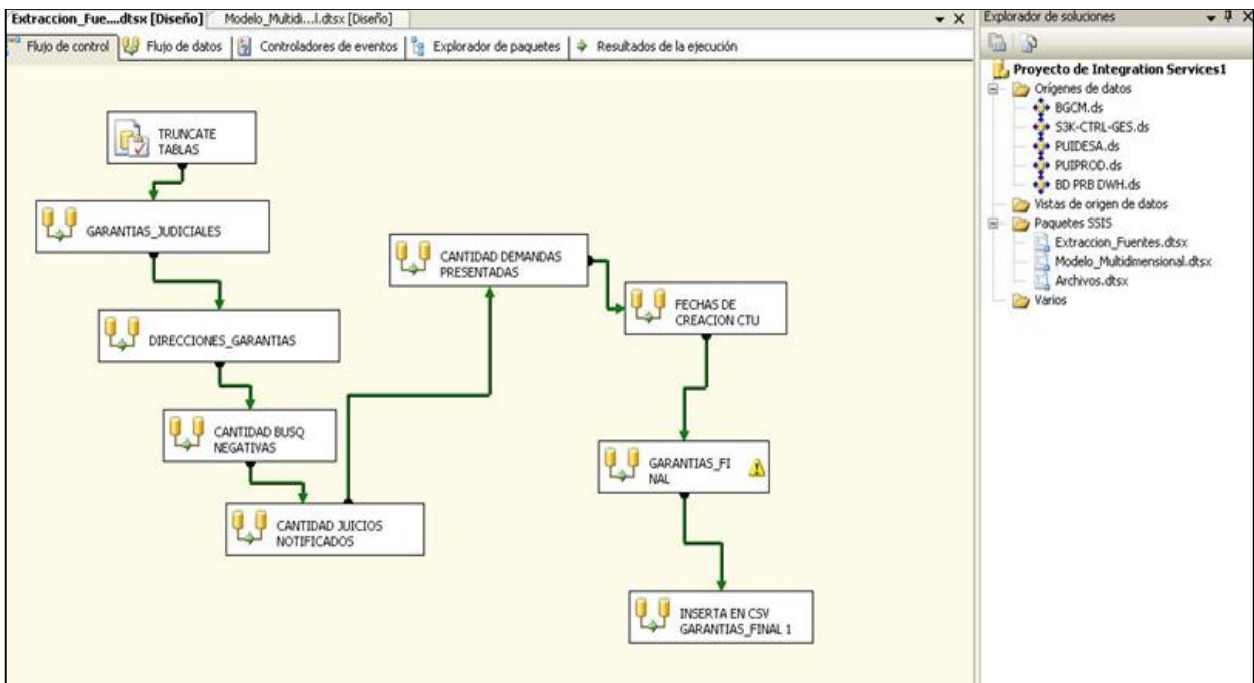 Extraccion_Fue....dtsx [Diseño]
Modelo_Multidi...l.dtsx [Diseño]
Flujo de control
Flujo de datos
Controladores de eventos
Explorador de paquetes
Resultados de la ejecución
TRUNCATE
TABLAS
GARANTIAS_JUDICIALES
DIRECCIONES_GARANTIAS
CANTIDAD BUSQ
NEGATIVAS
CANTIDAD JUICIOS
NOTIFICADOS
CANTIDAD DEMANDAS
PRESENTADAS
FECHAS DE
CREACION CTU
GARANTIAS_FI
NAL
INSERTA EN CSV
GARANTIAS_FINAL 1
Explorador de soluciones
Proyecto de Integration Services1
Orígenes de datos
BGCM.ds
S3K-CTRL-GES.ds
PUIDESA.ds
PUIPROD.ds
BD PRB DWH.ds
Vistas de origen de datos
Paquetes SSIS
Extraccion_Fuentes.dtsx
Modelo_Multidimensional.dtsx
Archivos.dtsx
Varios